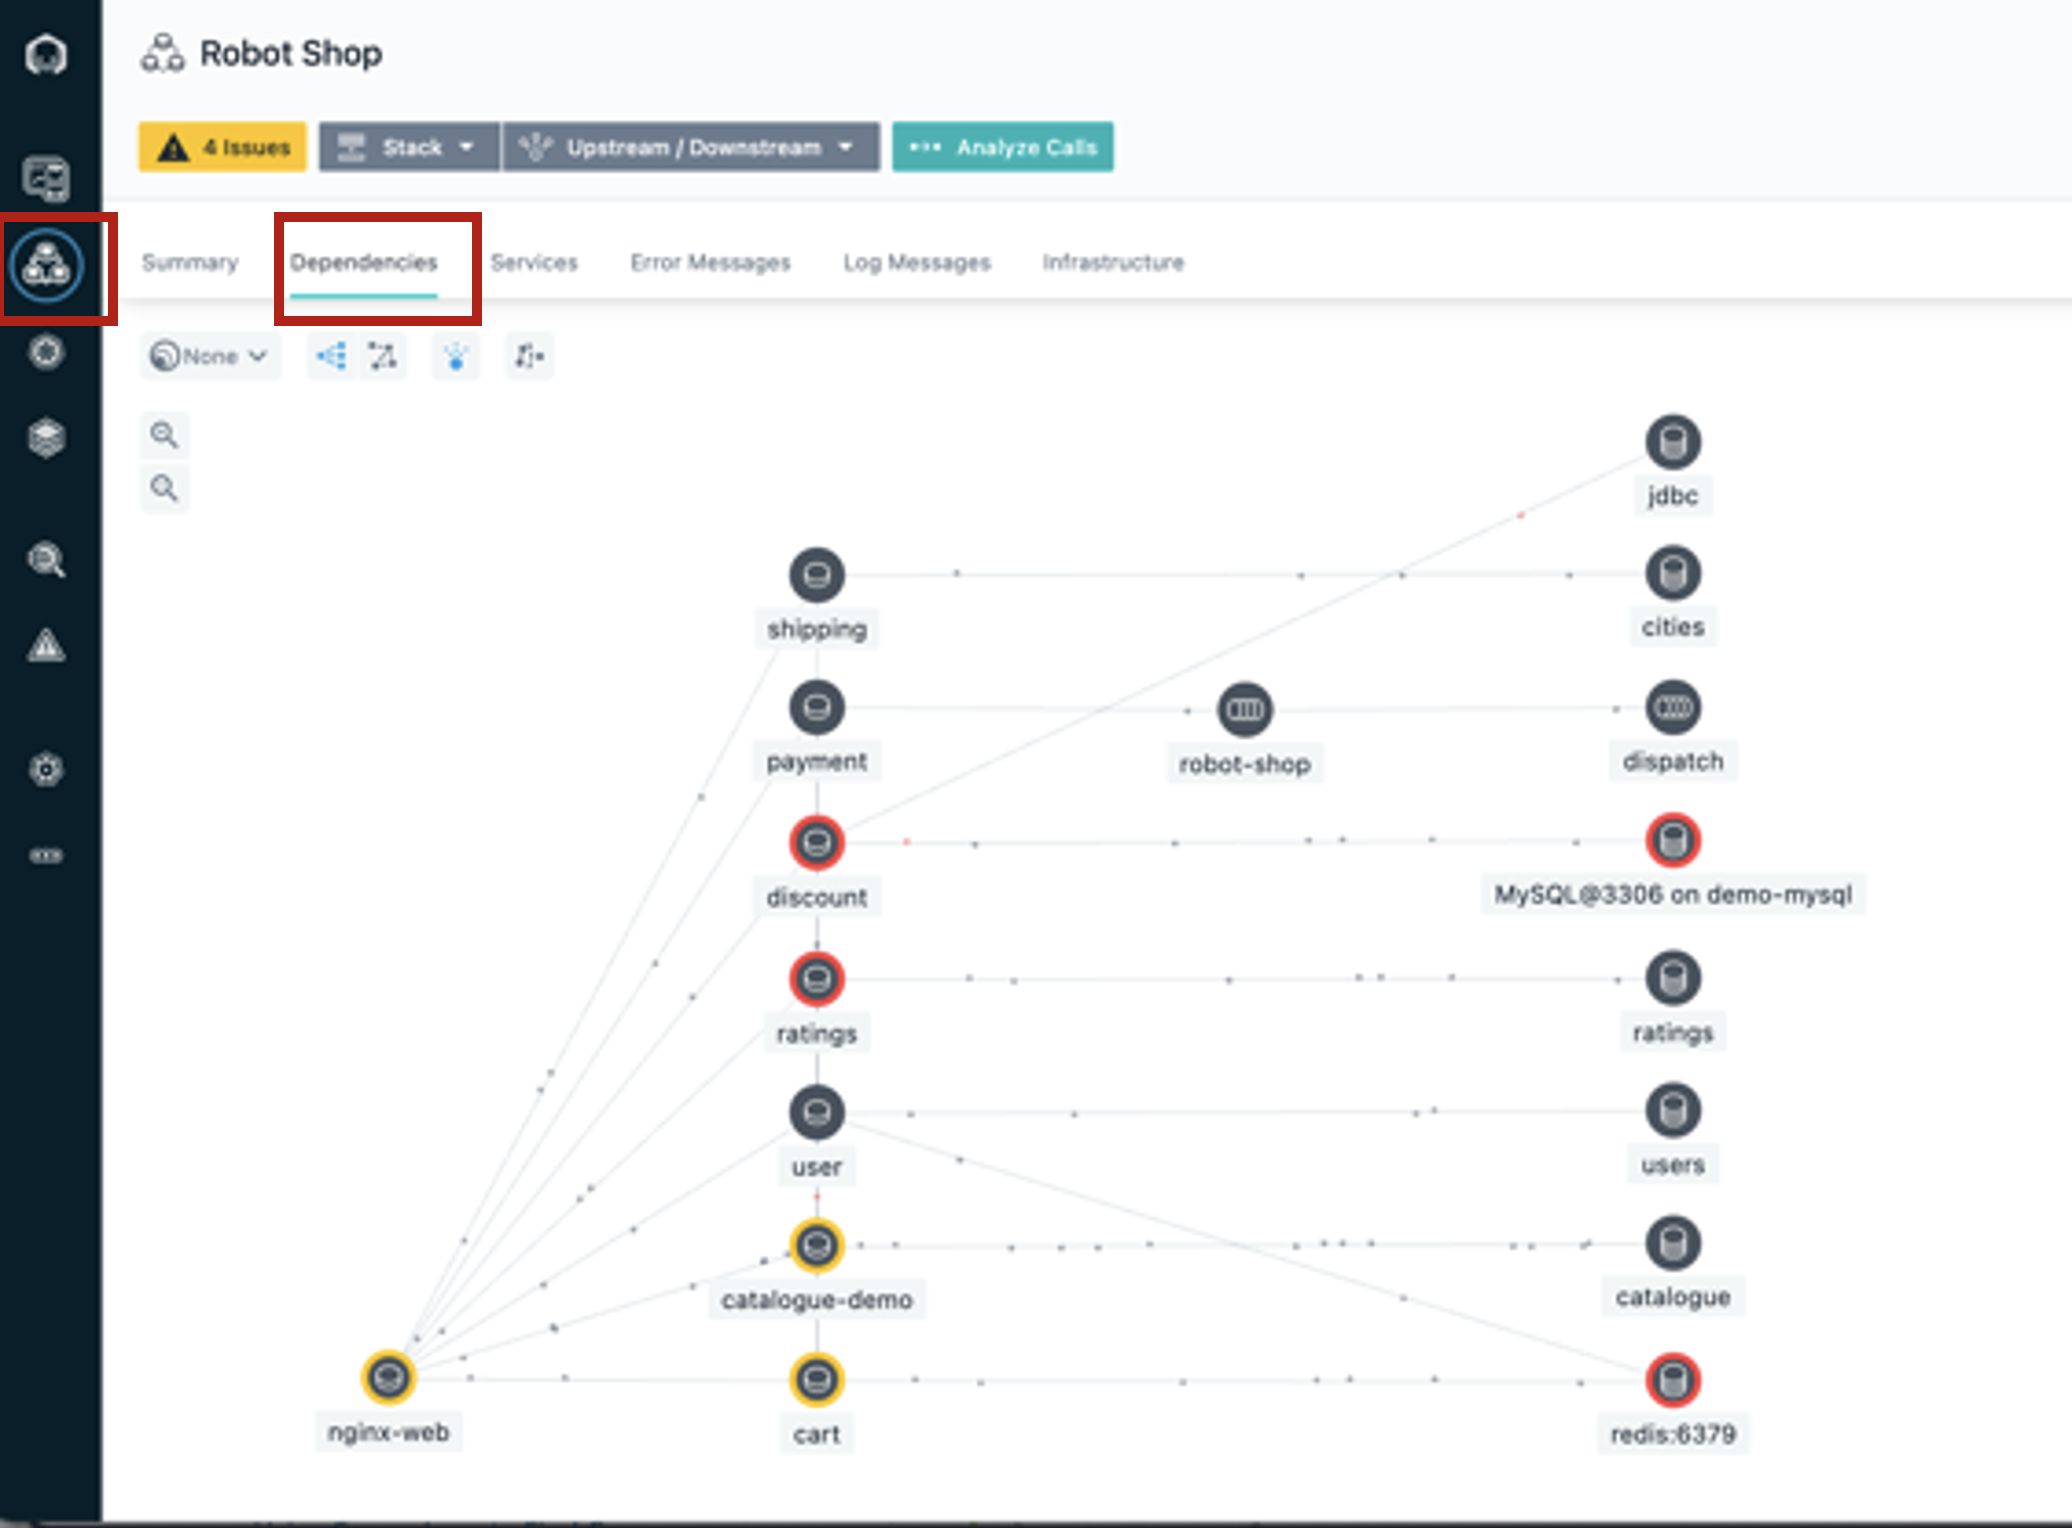 Robot Shop
4 Issues
Stack
Upstream / Downstream
Analyze Calls
Summary
Dependencies
Services
Error Messages
Log Messages
Infrastructure
None
jdbc
shipping
cities
payment
robot-shop
dispatch
discount
MySQL@3306 on demo-mysql
ratings
ratings
user
users
catalogue-demo
catalogue
nginx-web
cart
redis:6379